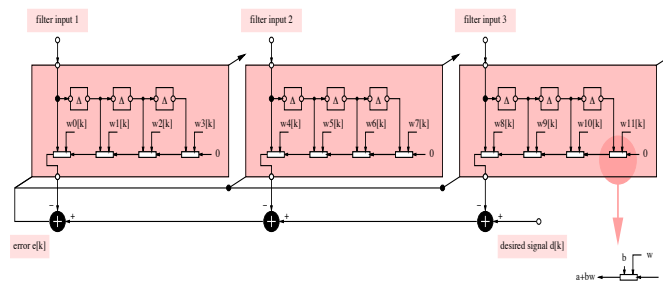 filter input 1
filter input 2
filter input 3
Δ Δ Δ Δ Δ Δ Δ Δ Δ
w0[k] w1[k] w2[k] w3[k] w4[k] w5[k] w6[k] w7[k] w8[k] w9[k] w10[k] w11[k]
0 0 0
− − −
+ + + + + +
error e[k]
desired signal d[k]
b w
a+bw